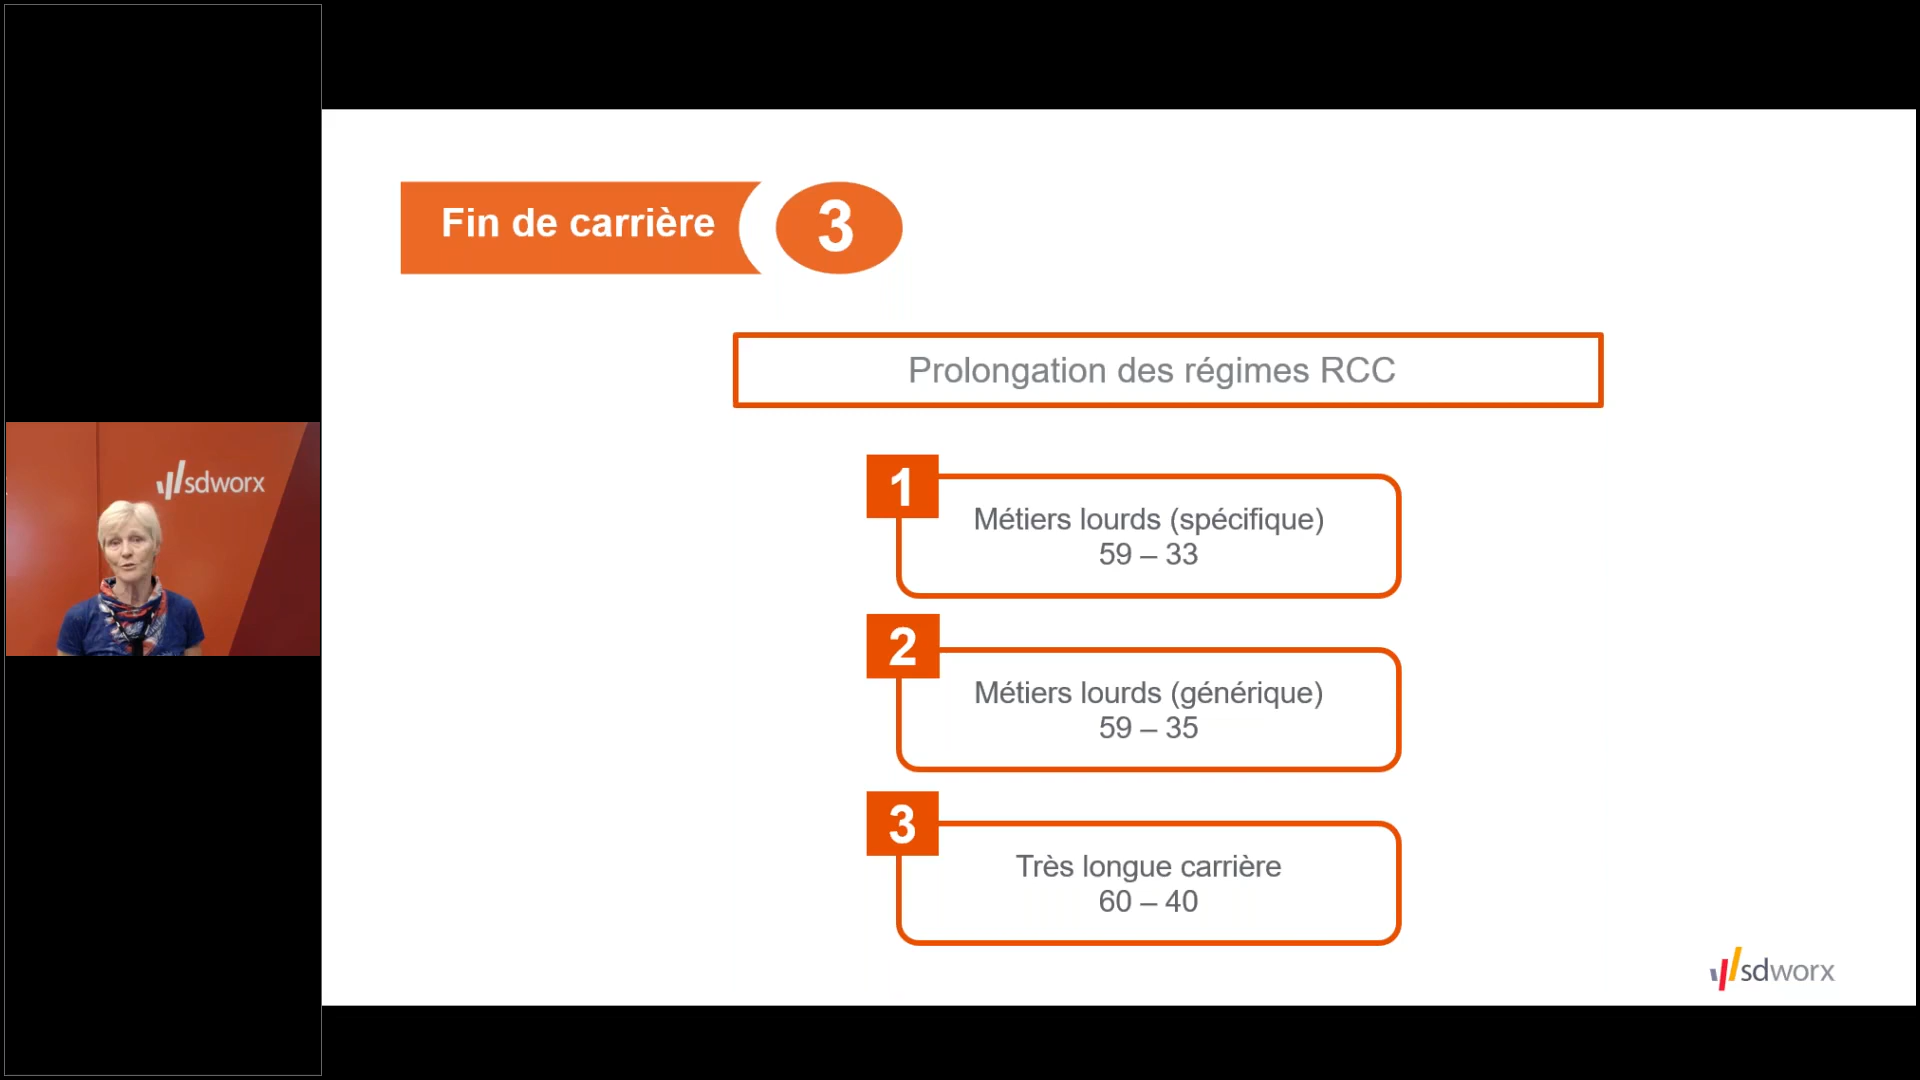 Fin de carrière
3
Prolongation des régimes RCC
1
Métiers lourds (spécifique)
59 – 33
2
Métiers lourds (générique)
59 – 35
3
Très longue carrière
60 – 40
sdworx
sdworx